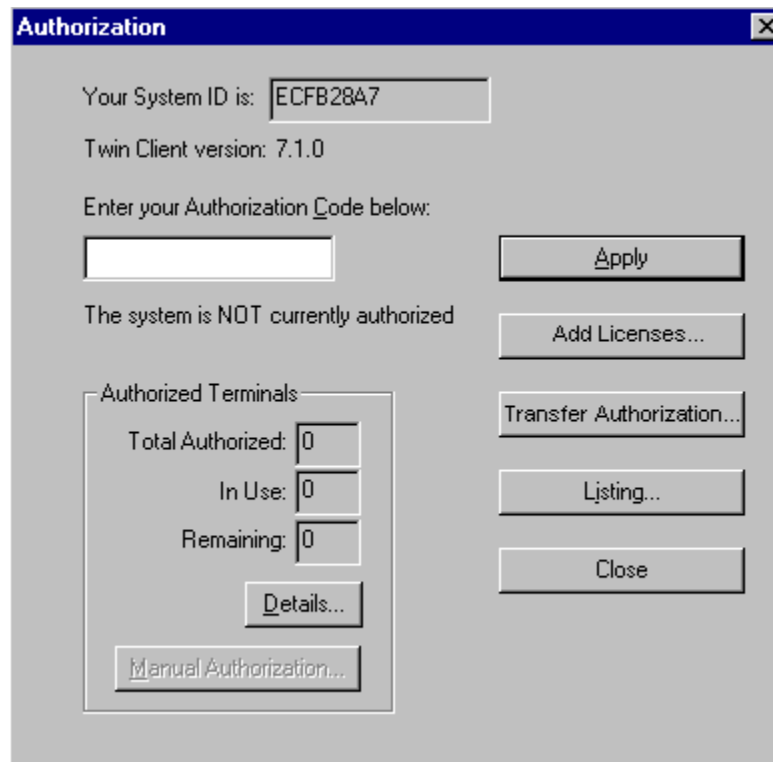 Authorization
Your System ID is: ECFB28A7
Twin Client version: 7.1.0
Enter your Authorization Code below:
Apply
The system is NOT currently authorized
Add Licenses...
Authorized Terminals
Transfer Authorization...
Total Authorized: 0
In Use: 0
Listing...
Remaining: 0
Close
Details...
Manual Authorization...